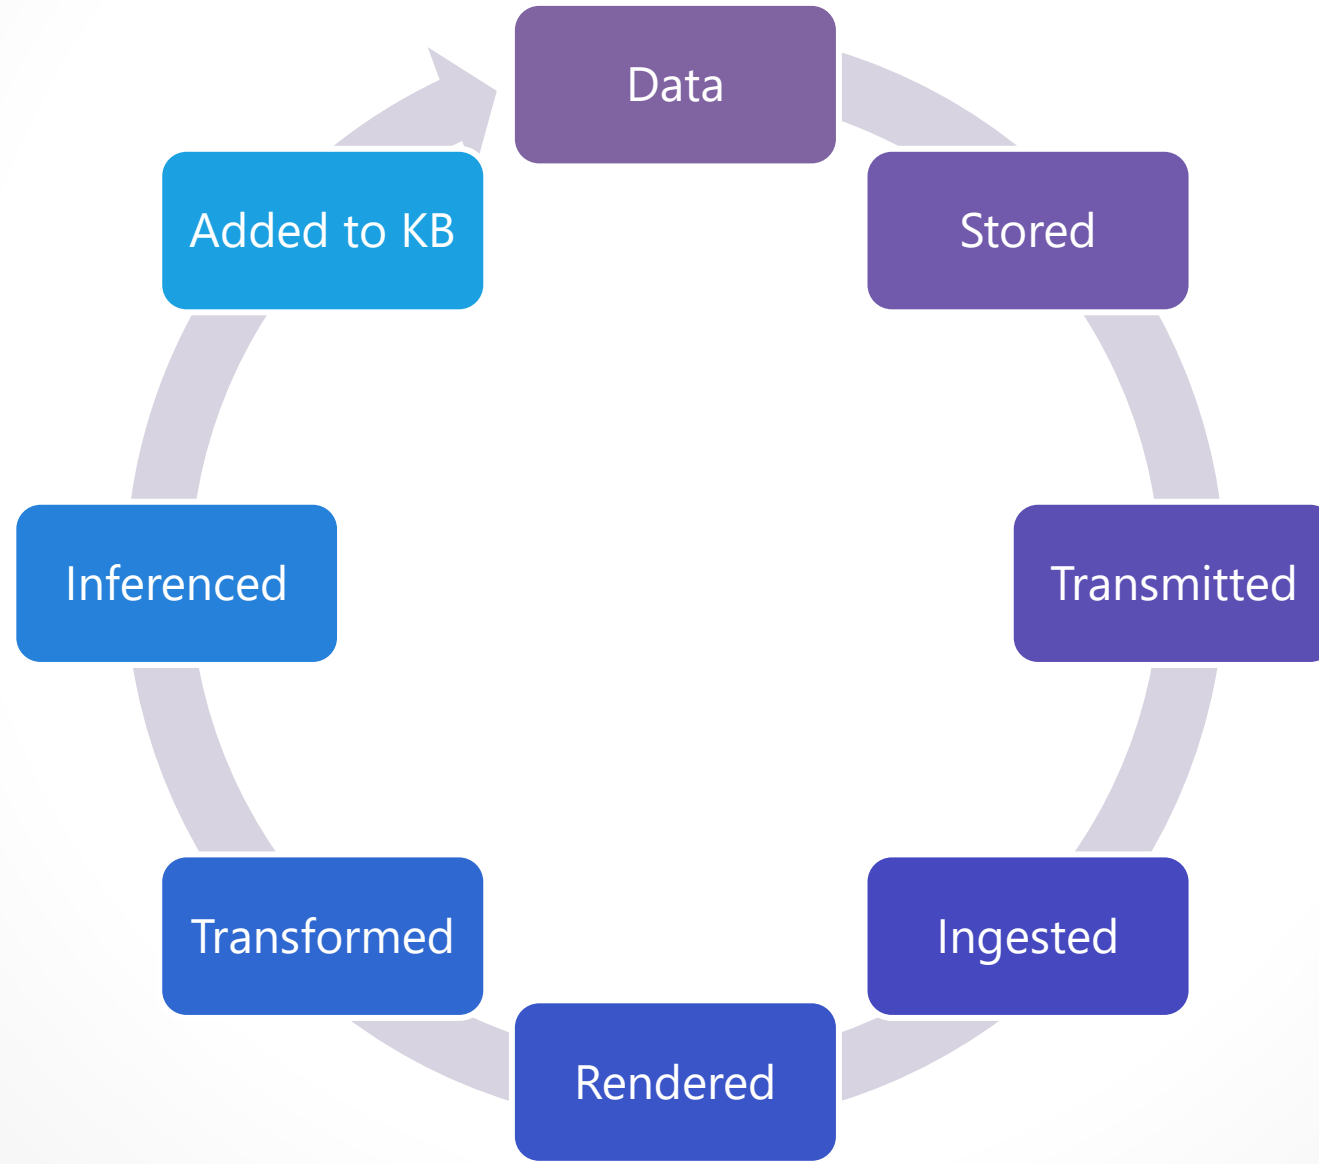 Data
Stored
Transmitted
Ingested
Rendered
Transformed
Inferenced
Added to KB